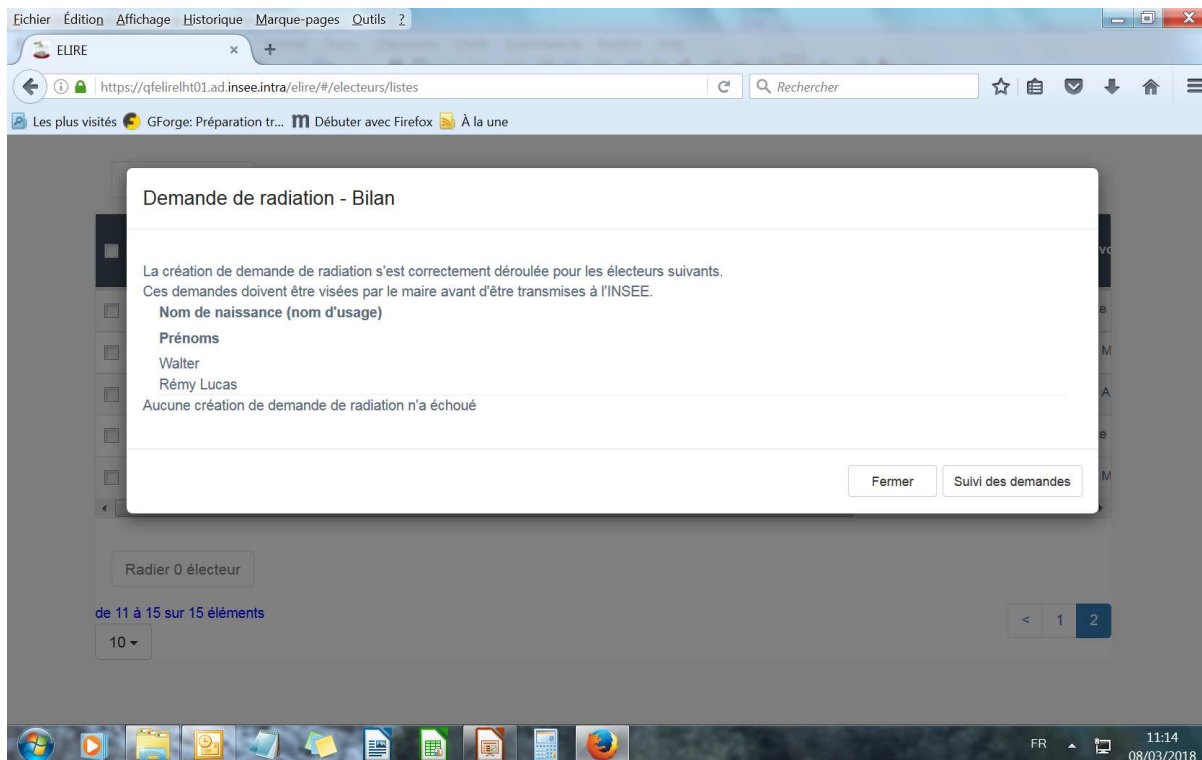 Fichier Édition Affichage Historique Marque-pages Outils ?
ELIRE × +
https://qfelirelht01.ad.insee.intra/elire/#/electeurs/listes
Rechercher
Les plus visités GForge: Préparation tr... Débuter avec Firefox À la une
Demande de radiation - Bilan
La création de demande de radiation s'est correctement déroulée pour les électeurs suivants.
Ces demandes doivent être visées par le maire avant d'être transmises à l'INSEE.
Nom de naissance (nom d'usage)
Prénoms
Walter
Rémy Lucas
Aucune création de demande de radiation n'a échoué
Fermer Suivi des demandes
Radier 0 électeur
de 11 à 15 sur 15 éléments
< 1 2
10
FR 11:14
08/03/2018